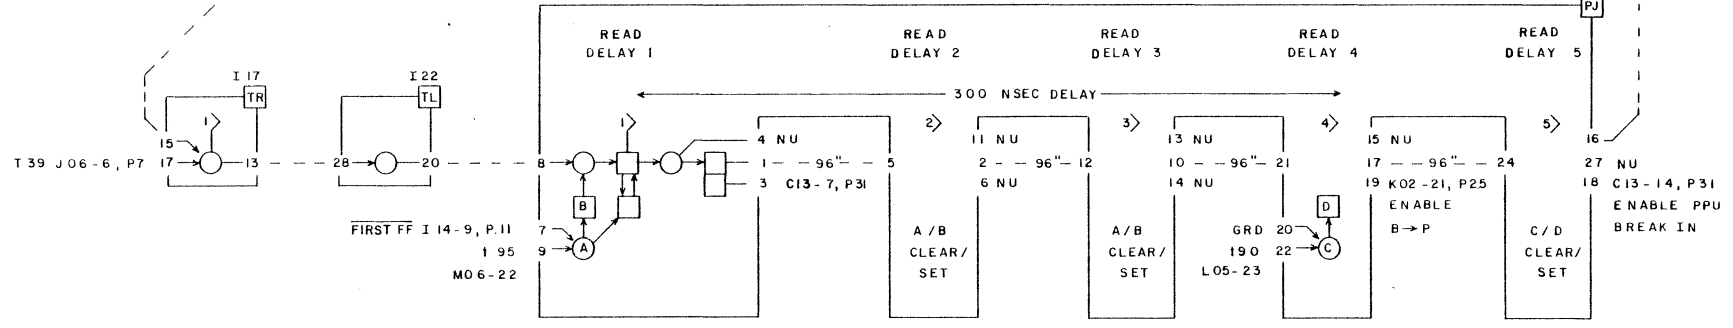 PJ
READ DELAY 1
READ DELAY 2
READ DELAY 3
READ DELAY 4
READ DELAY 5
I 17
I 22
TR
TL
300 NSEC DELAY
1
1
2
3
4
5
15
4 NU
11 NU
13 NU
15 NU
16
T39 J06-6, P7
17
13
28
20
8
1 - - 96" - - 5
2 - - 96" - 12
10 - - 96" - 21
17 - - - 96" - - 24
27 NU
3 C13-7, P31
6 NU
14 NU
19 K02-21, P25
ENABLE
B→P
18 C13-14, P31
ENABLE PPU
BREAK IN
B
D
FIRST FF I 14-9, P.11 7
A
t 95 9
M06-22
A/B
CLEAR/
SET
A/B
CLEAR/
SET
GRD 20
t90 22
C
L05-23
C/D
CLEAR/
SET